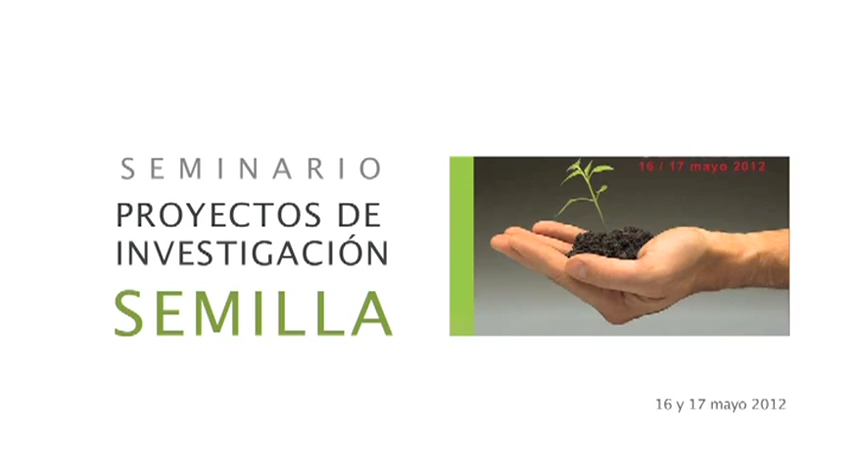 SEMINARIO
PROYECTOS DE
INVESTIGACIÓN
SEMILLA
16 / 17 mayo 2012
16 y 17 mayo 2012